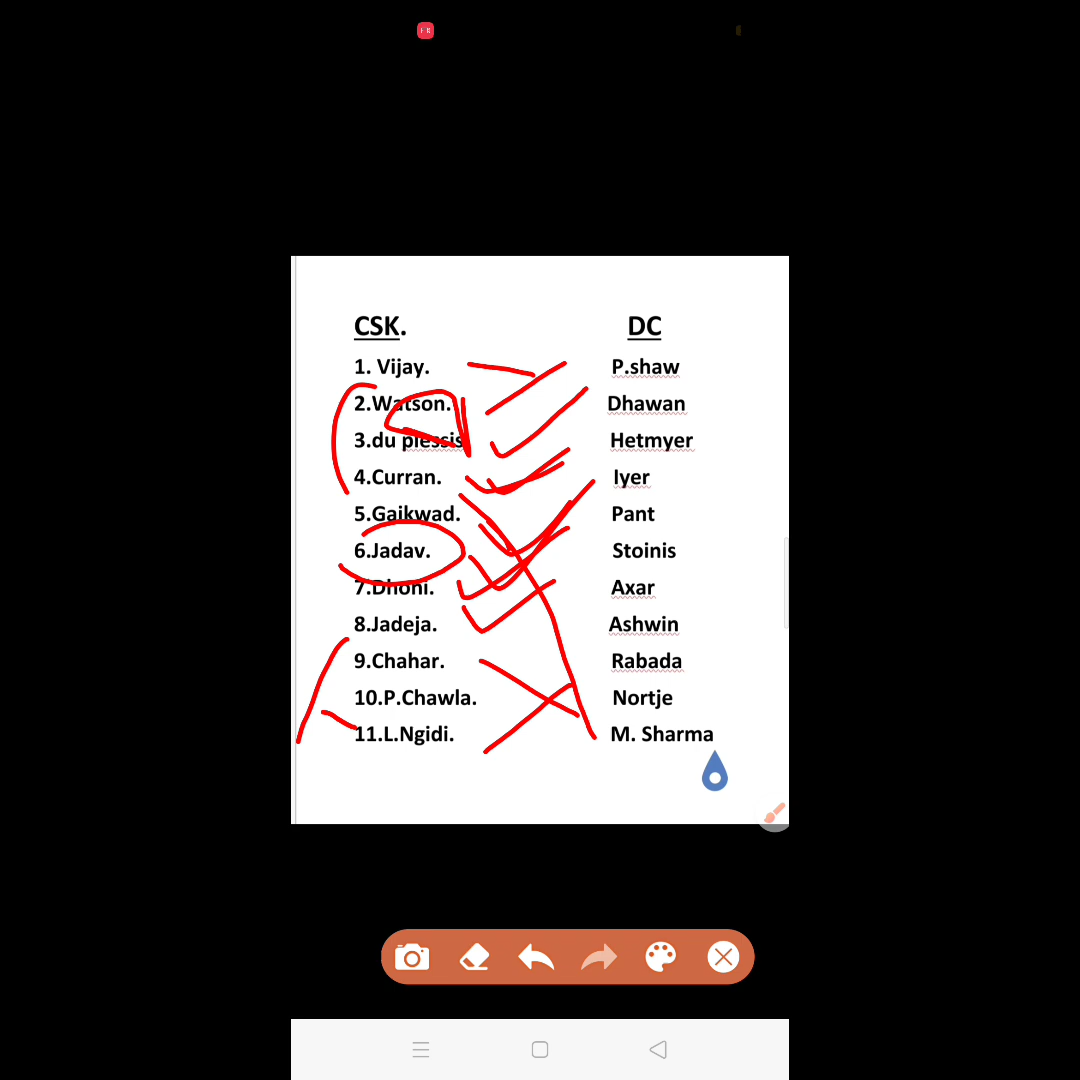 CSK. DC
1. Vijay. P.shaw
2.Watson. Dhawan
3.du plessis Hetmyer
4.Curran. Iyer
5.Gaikwad. Pant
6.Jadav. Stoinis
7.Dhoni. Axar
8.Jadeja. Ashwin
9.Chahar. Rabada
10.P.Chawla. Nortje
11.L.Ngidi. M. Sharma